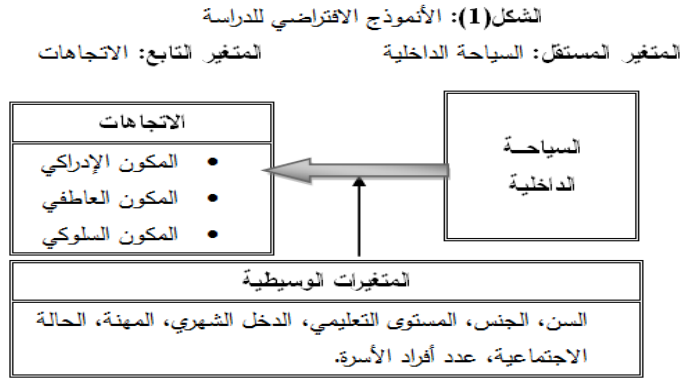 الشكل(1): الأنموذج الافتراضي للدراسة
المتغير المستقل: السياحة الداخلية
المتغير التابع: الاتجاهات
السياحــة
الداخلية
الاتجاهات
• المكون الإدراكي
• المكون العاطفي
• المكون السلوكي
المتغيرات الوسيطية
السن، الجنس، المستوى التعليمي، الدخل الشهري، المهنة، الحالة
الاجتماعية، عدد أفراد الأسرة.